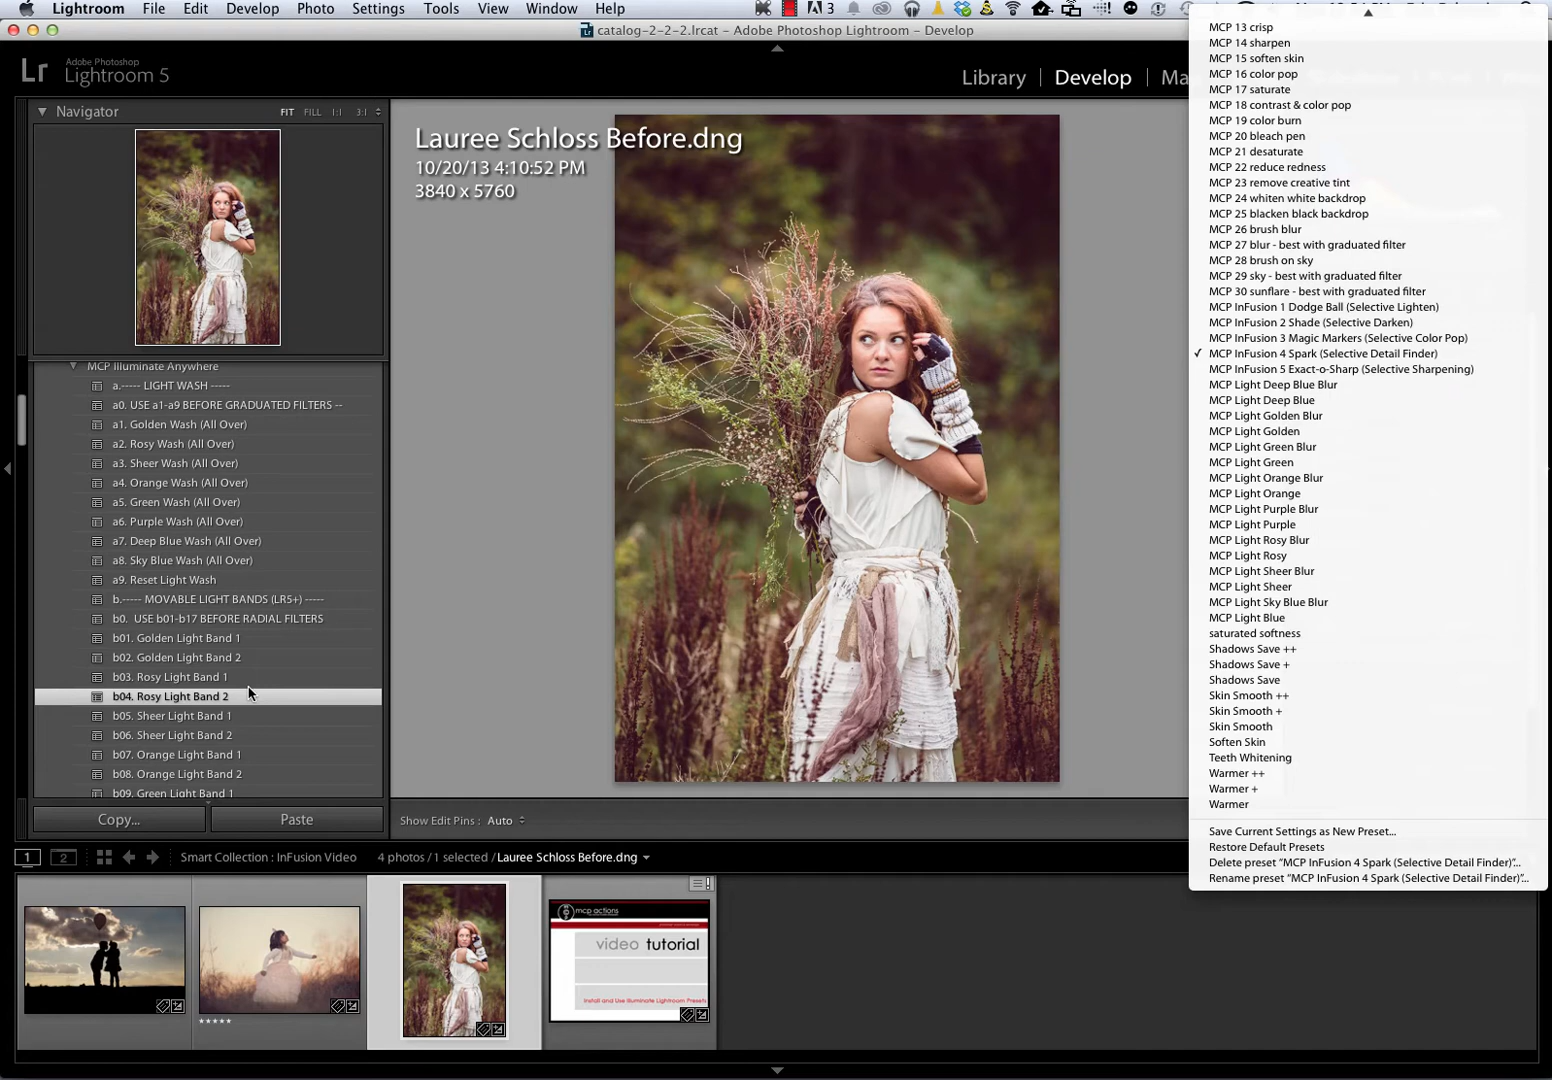 Lightroom File Edit Develop Photo Settings Tools View Window Help
3
catalog-2-2-2.lrcat – Adobe Photoshop Lightroom – Develop
Lr
Adobe Photoshop
Lightroom 5
Library | Develop | Ma
Navigator FIT FILL 1:1 3:1
Lauree Schloss Before.dng
10/20/13 4:10:52 PM
3840 x 5760
MCP Illuminate Anywhere
a.----- LIGHT WASH -----
a0. USE a1-a9 BEFORE GRADUATED FILTERS --
a1. Golden Wash (All Over)
a2. Rosy Wash (All Over)
a3. Sheer Wash (All Over)
a4. Orange Wash (All Over)
a5. Green Wash (All Over)
a6. Purple Wash (All Over)
a7. Deep Blue Wash (All Over)
a8. Sky Blue Wash (All Over)
a9. Reset Light Wash
b.----- MOVABLE LIGHT BANDS (LR5+) -----
b0. USE b01-b17 BEFORE RADIAL FILTERS
b01. Golden Light Band 1
b02. Golden Light Band 2
b03. Rosy Light Band 1
b04. Rosy Light Band 2
b05. Sheer Light Band 1
b06. Sheer Light Band 2
b07. Orange Light Band 1
b08. Orange Light Band 2
b09. Green Light Band 1
Copy... Paste
Show Edit Pins : Auto
1 2 Smart Collection : InFusion Video 4 photos / 1 selected / Lauree Schloss Before.dng
mcp actions
video tutorial
Install and Use Illuminate Lightroom Presets
MCP 13 crisp
MCP 14 sharpen
MCP 15 soften skin
MCP 16 color pop
MCP 17 saturate
MCP 18 contrast & color pop
MCP 19 color burn
MCP 20 bleach pen
MCP 21 desaturate
MCP 22 reduce redness
MCP 23 remove creative tint
MCP 24 whiten white backdrop
MCP 25 blacken black backdrop
MCP 26 brush blur
MCP 27 blur - best with graduated filter
MCP 28 brush on sky
MCP 29 sky - best with graduated filter
MCP 30 sunflare - best with graduated filter
MCP InFusion 1 Dodge Ball (Selective Lighten)
MCP InFusion 2 Shade (Selective Darken)
MCP InFusion 3 Magic Markers (Selective Color Pop)
✓ MCP InFusion 4 Spark (Selective Detail Finder)
MCP InFusion 5 Exact-o-Sharp (Selective Sharpening)
MCP Light Deep Blue Blur
MCP Light Deep Blue
MCP Light Golden Blur
MCP Light Golden
MCP Light Green Blur
MCP Light Green
MCP Light Orange Blur
MCP Light Orange
MCP Light Purple Blur
MCP Light Purple
MCP Light Rosy Blur
MCP Light Rosy
MCP Light Sheer Blur
MCP Light Sheer
MCP Light Sky Blue Blur
MCP Light Blue
saturated softness
Shadows Save ++
Shadows Save +
Shadows Save
Skin Smooth ++
Skin Smooth +
Skin Smooth
Soften Skin
Teeth Whitening
Warmer ++
Warmer +
Warmer
Save Current Settings as New Preset...
Restore Default Presets
Delete preset “MCP InFusion 4 Spark (Selective Detail Finder)”...
Rename preset “MCP InFusion 4 Spark (Selective Detail Finder)”...